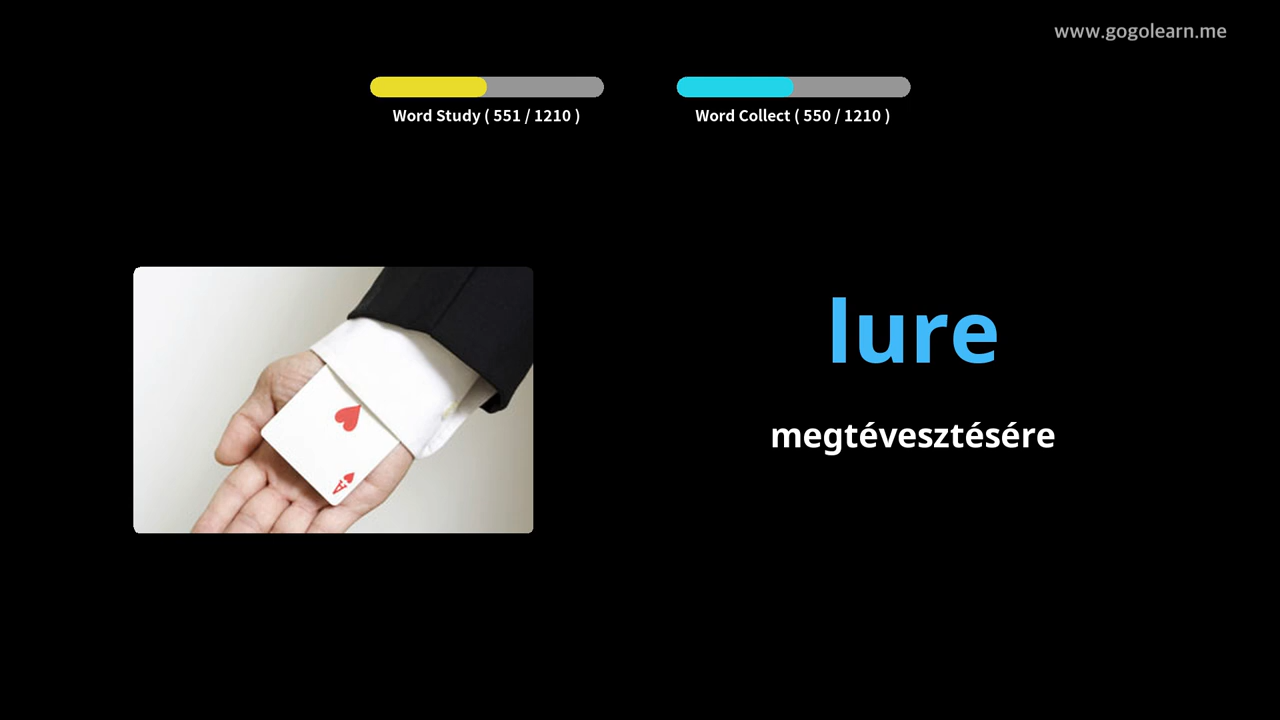 www.gogolearn.me
Word Study ( 551 / 1210 )
Word Collect ( 550 / 1210 )
lure
megtévesztésére
A